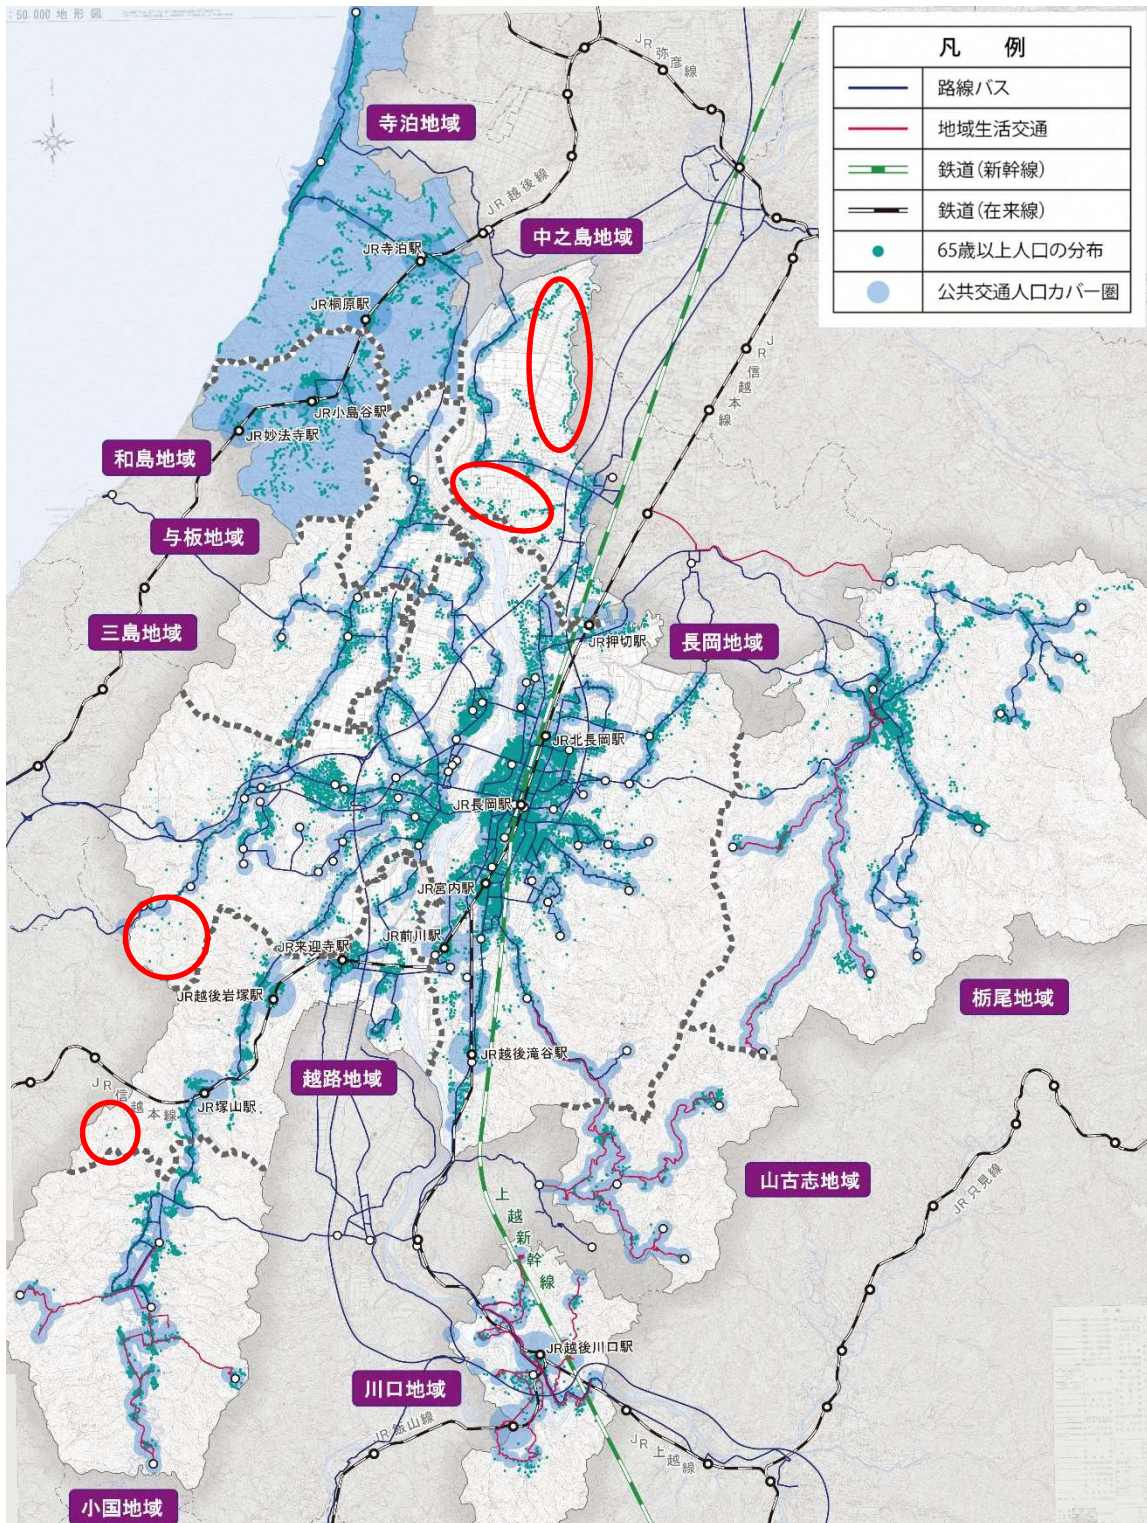 :50,000 地形図
凡 例
路線バス
地域生活交通
鉄道(新幹線)
鉄道(在来線)
65歳以上人口の分布
公共交通人口カバー圏
JR弥彦線
寺泊地域
JR越後線
中之島地域
JR寺泊駅
JR桐原駅
JR信越本線
JR小島谷駅
JR妙法寺駅
和島地域
与板地域
三島地域
JR押切駅
長岡地域
JR北長岡駅
JR長岡駅
JR宮内駅
JR前川駅
JR来迎寺駅
JR越後岩塚駅
栃尾地域
JR越後滝谷駅
越路地域
JR信越本線
JR塚山駅
山古志地域
JR只見線
上越新幹線
JR越後川口駅
川口地域
JR飯山線
JR上越線
小国地域